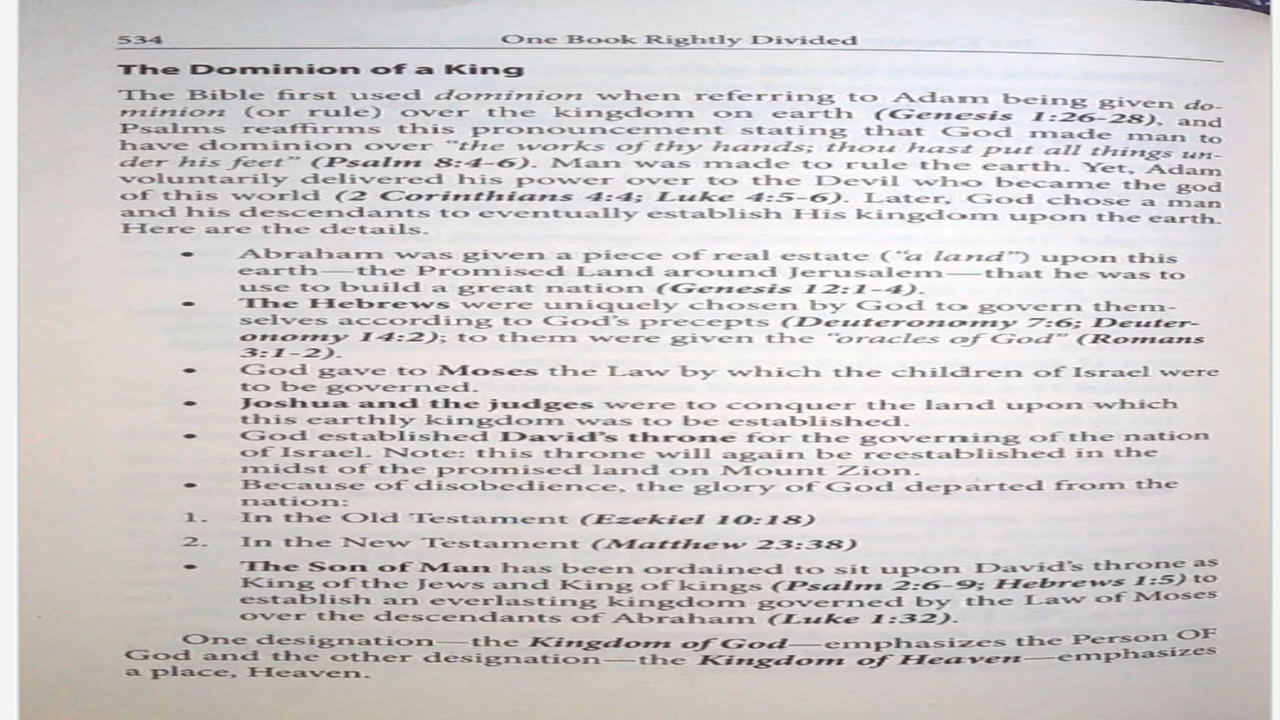 534 One Book Rightly Divided
The Dominion of a King
The Bible first used dominion when referring to Adam being given do-
minion (or rule) over the kingdom on earth (Genesis 1:26-28), and
Psalms reaffirms this pronouncement stating that God made man to
have dominion over “the works of thy hands; thou hast put all things un-
der his feet” (Psalm 8:4-6). Man was made to rule the earth. Yet, Adam
voluntarily delivered his power over to the Devil who became the god
of this world (2 Corinthians 4:4; Luke 4:5-6). Later, God chose a man
and his descendants to eventually establish His kingdom upon the earth.
Here are the details.
• Abraham was given a piece of real estate (“a land”) upon this
earth—the Promised Land around Jerusalem—that he was to
use to build a great nation (Genesis 12:1-4).
• The Hebrews were uniquely chosen by God to govern them-
selves according to God’s precepts (Deuteronomy 7:6; Deuter-
onomy 14:2); to them were given the “oracles of God” (Romans
3:1-2).
• God gave to Moses the Law by which the children of Israel were
to be governed.
• Joshua and the judges were to conquer the land upon which
this earthly kingdom was to be established.
• God established David’s throne for the governing of the nation
of Israel. Note: this throne will again be reestablished in the
midst of the promised land on Mount Zion.
• Because of disobedience, the glory of God departed from the
nation:
1. In the Old Testament (Ezekiel 10:18)
2. In the New Testament (Matthew 23:38)
• The Son of Man has been ordained to sit upon David’s throne as
King of the Jews and King of kings (Psalm 2:6-9; Hebrews 1:5) to
establish an everlasting kingdom governed by the Law of Moses
over the descendants of Abraham (Luke 1:32).
One designation—the Kingdom of God—emphasizes the Person OF
God and the other designation—the Kingdom of Heaven—emphasizes
a place, Heaven.